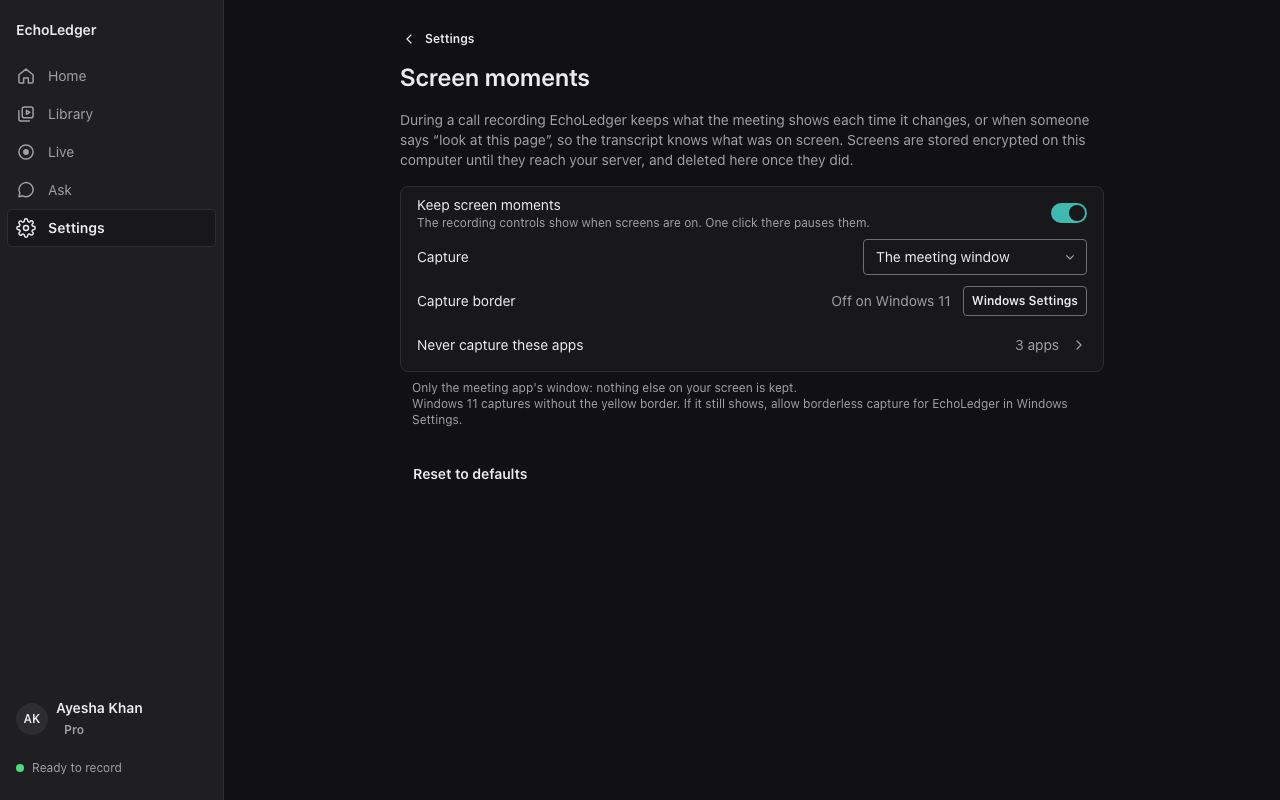 EchoLedger
Home
Library
Live
Ask
Settings
AK
Ayesha Khan
Pro
Ready to record
Settings
Screen moments
During a call recording EchoLedger keeps what the meeting shows each time it changes, or when someone
says “look at this page”, so the transcript knows what was on screen. Screens are stored encrypted on this
computer until they reach your server, and deleted here once they did.
Keep screen moments
The recording controls show when screens are on. One click there pauses them.
Capture
The meeting window
Capture border
Off on Windows 11
Windows Settings
Never capture these apps
3 apps
Only the meeting app's window: nothing else on your screen is kept.
Windows 11 captures without the yellow border. If it still shows, allow borderless capture for EchoLedger in Windows
Settings.
Reset to defaults